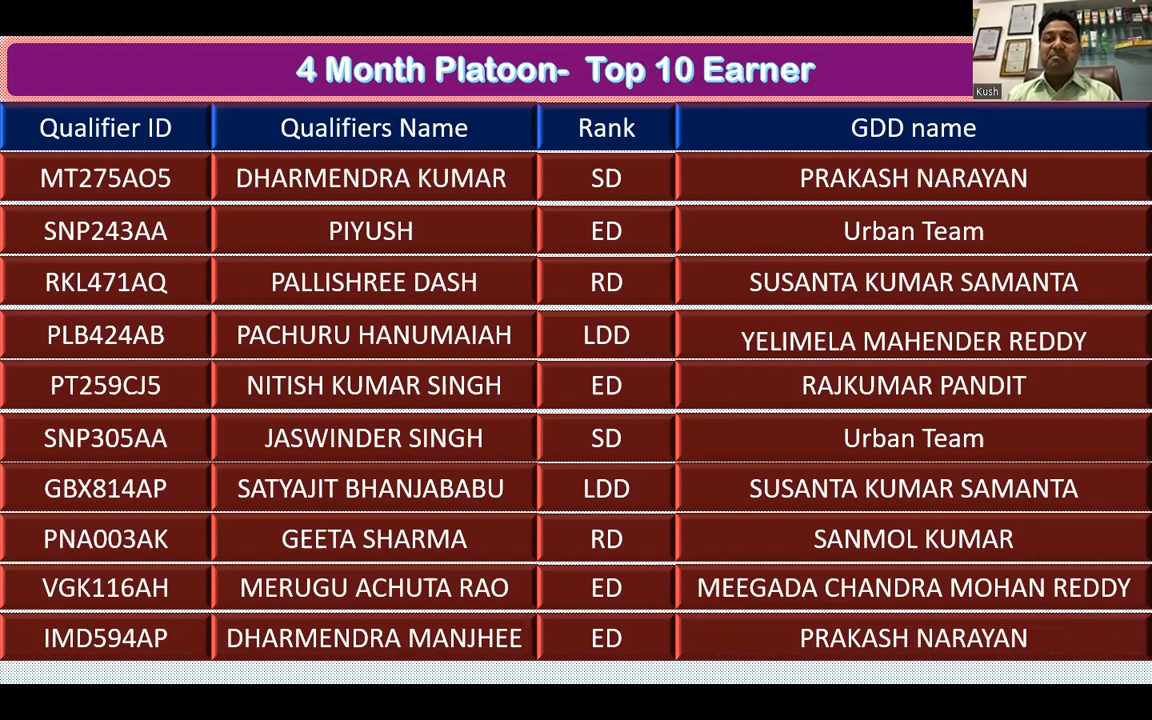 4 Month Platoon- Top 10 Earner
Kush
Qualifier ID Qualifiers Name Rank GDD name
MT275AO5 DHARMENDRA KUMAR SD PRAKASH NARAYAN
SNP243AA PIYUSH ED Urban Team
RKL471AQ PALLISHREE DASH RD SUSANTA KUMAR SAMANTA
PLB424AB PACHURU HANUMAIAH LDD YELIMELA MAHENDER REDDY
PT259CJ5 NITISH KUMAR SINGH ED RAJKUMAR PANDIT
SNP305AA JASWINDER SINGH SD Urban Team
GBX814AP SATYAJIT BHANJABABU LDD SUSANTA KUMAR SAMANTA
PNA003AK GEETA SHARMA RD SANMOL KUMAR
VGK116AH MERUGU ACHUTA RAO ED MEEGADA CHANDRA MOHAN REDDY
IMD594AP DHARMENDRA MANJHEE ED PRAKASH NARAYAN